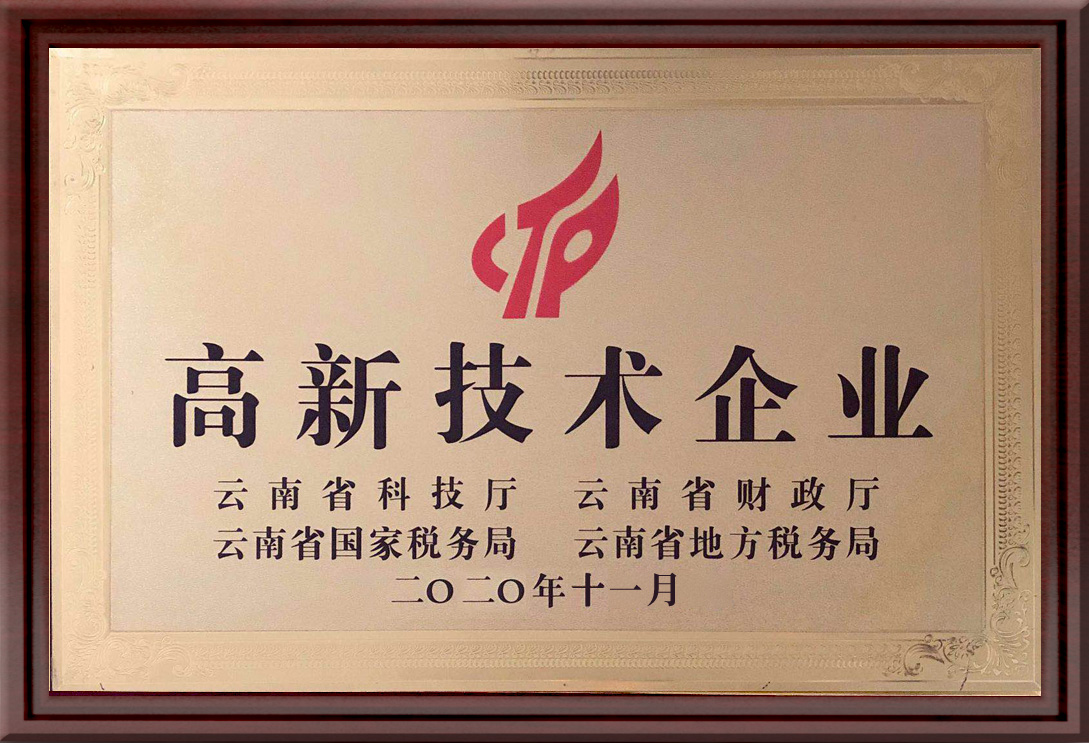 高新技术企业
云南省科技厅 云南省财政厅
云南省国家税务局 云南省地方税务局
二〇二〇年十一月